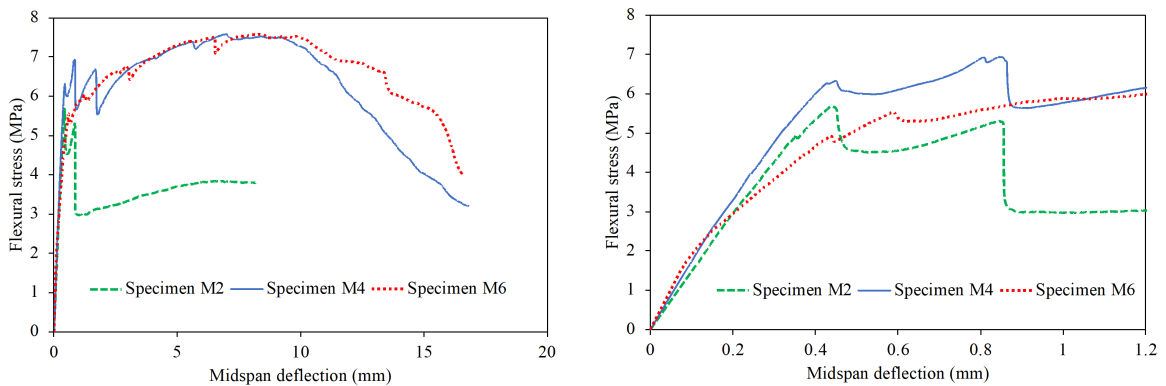 8
7
6
5
4
3
2
1
0
Flexural stress (MPa)
Specimen M2 Specimen M4 Specimen M6
0 5 10 15 20
Midspan deflection (mm)
8
7
6
5
4
3
2
1
0
Flexural stress (MPa)
Specimen M2 Specimen M4 Specimen M6
0 0.2 0.4 0.6 0.8 1 1.2
Midspan deflection (mm)